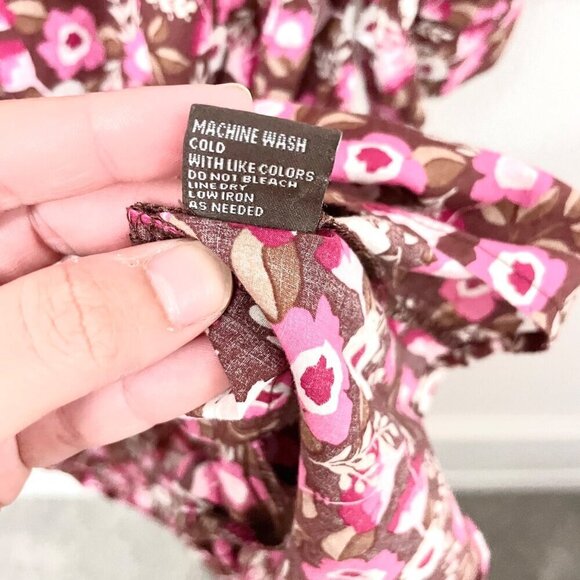 MACHINE WASH
COLD
WITH LIKE COLORS
DO NOT BLEACH
LINE DRY
LOW IRON
AS NEEDED